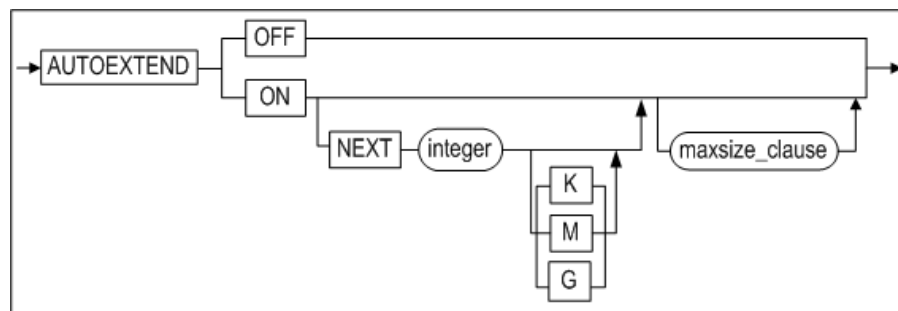 OFF
AUTOEXTEND
ON
NEXT integer
maxsize_clause
K
M
G